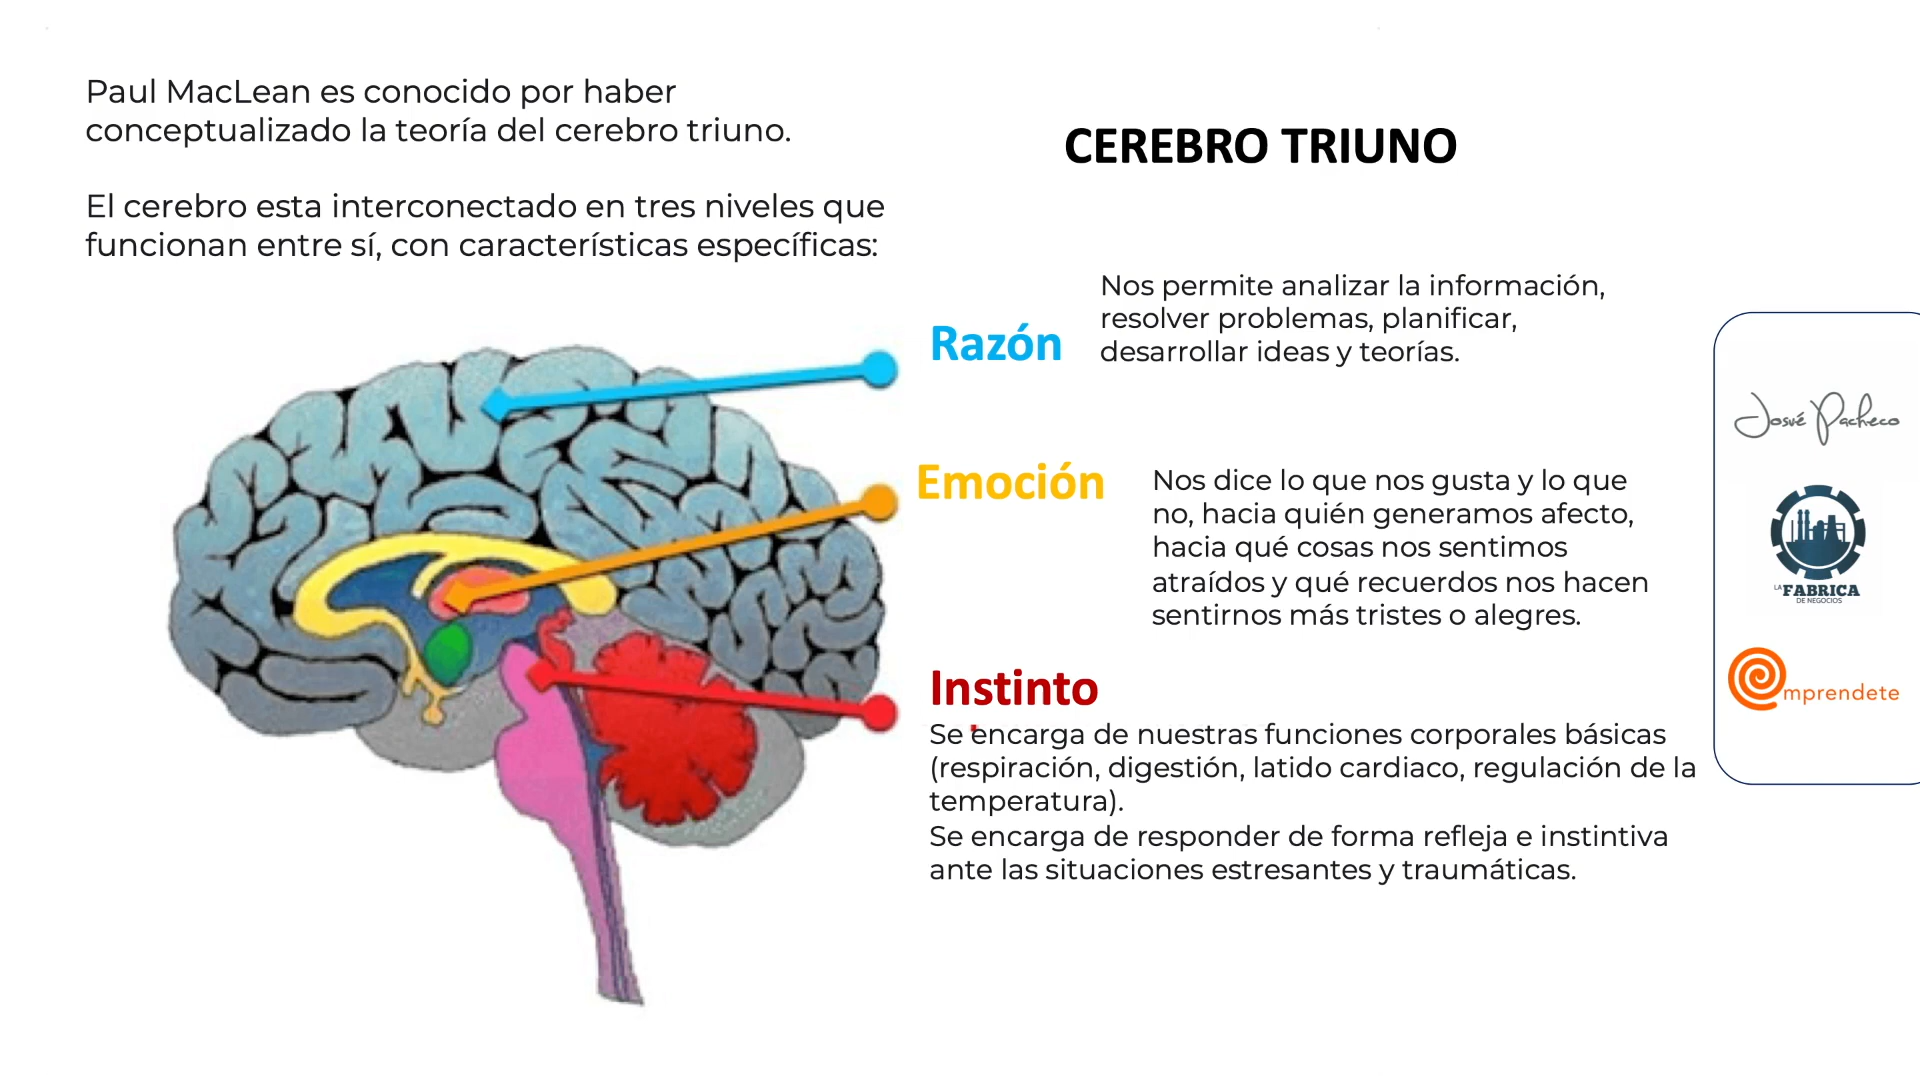 Paul MacLean es conocido por haber
conceptualizado la teoría del cerebro triuno.
El cerebro esta interconectado en tres niveles que
funcionan entre sí, con características específicas:
CEREBRO TRIUNO
Razón
Nos permite analizar la información,
resolver problemas, planificar,
desarrollar ideas y teorías.
Emoción
Nos dice lo que nos gusta y lo que
no, hacia quién generamos afecto,
hacia qué cosas nos sentimos
atraídos y qué recuerdos nos hacen
sentirnos más tristes o alegres.
Instinto
Se encarga de nuestras funciones corporales básicas
(respiración, digestión, latido cardiaco, regulación de la
temperatura).
Se encarga de responder de forma refleja e instintiva
ante las situaciones estresantes y traumáticas.
Josué Pacheco
LA FABRICA
DE NEGOCIOS
mprendete